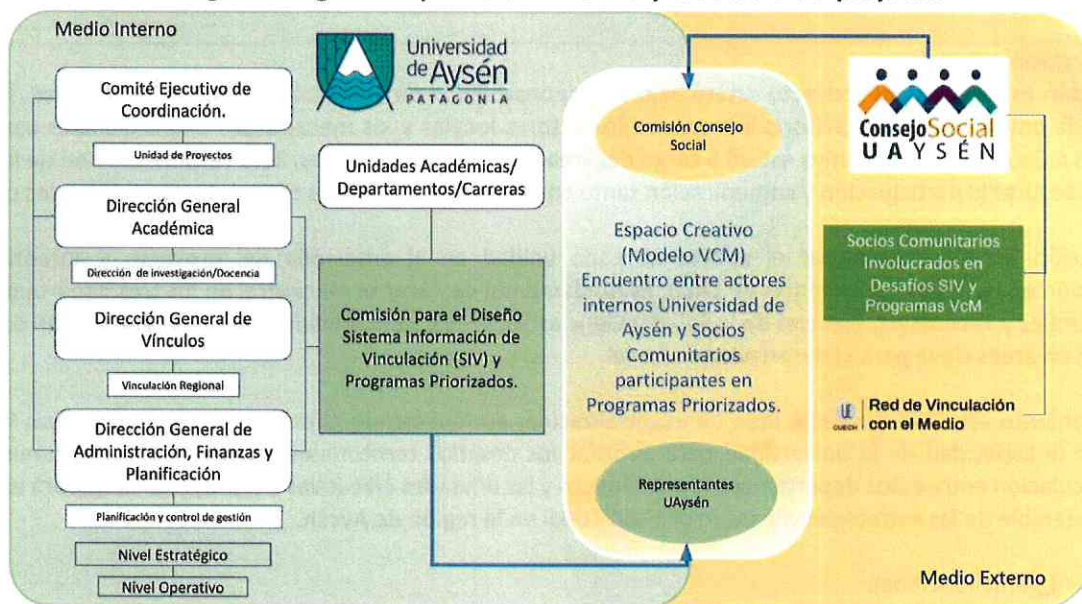 Medio Interno
Comité Ejecutivo de
Coordinación.
Unidad de Proyectos
Dirección General
Académica
Dirección de investigación/Docencia
Dirección General de
Vínculos
Vinculación Regional
Dirección General de
Administración, Finanzas y
Planificación
Planificación y control de gestión
Nivel Estratégico
Nivel Operativo
Universidad
de Aysén
PATAGONIA
Unidades Académicas/
Departamentos/Carreras
Comisión para el Diseño
Sistema Información de
Vinculación (SIV) y
Programas Priorizados.
Comisión Consejo
Social
Espacio Creativo
(Modelo VCM)
Encuentro entre actores
internos Universidad de
Aysén y Socios
Comunitarios
participantes en
Programas Priorizados.
Representantes
UAysén
ConsejoSocial
UAYSÉN
Socios Comunitarios
Involucrados en
Desafíos SIV y
Programas VcM
CUECH
Red de Vinculación
con el Medio
Medio Externo